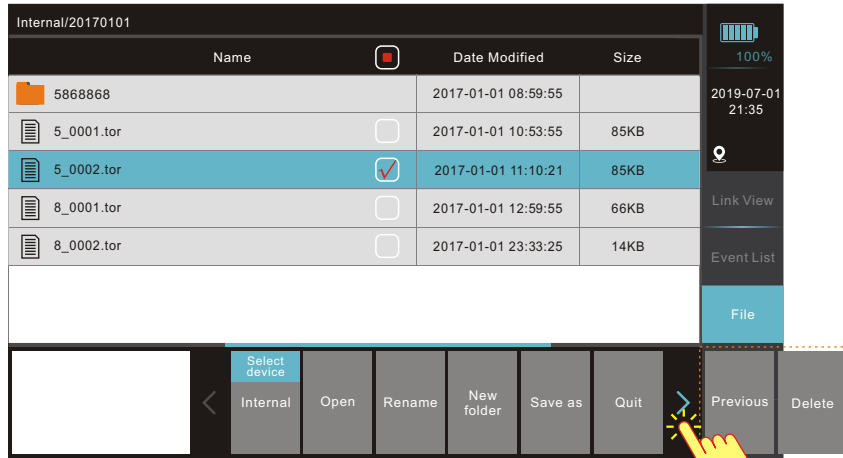 Internal/20170101
Name Date Modified Size
5868868 2017-01-01 08:59:55
5_0001.tor 2017-01-01 10:53:55 85KB
5_0002.tor 2017-01-01 11:10:21 85KB
8_0001.tor 2017-01-01 12:59:55 66KB
8_0002.tor 2017-01-01 23:33:25 14KB
100%
2019-07-01
21:35
Link View
Event List
File
Select
device
Internal
Open
Rename
New
folder
Save as
Quit
Previous
Delete